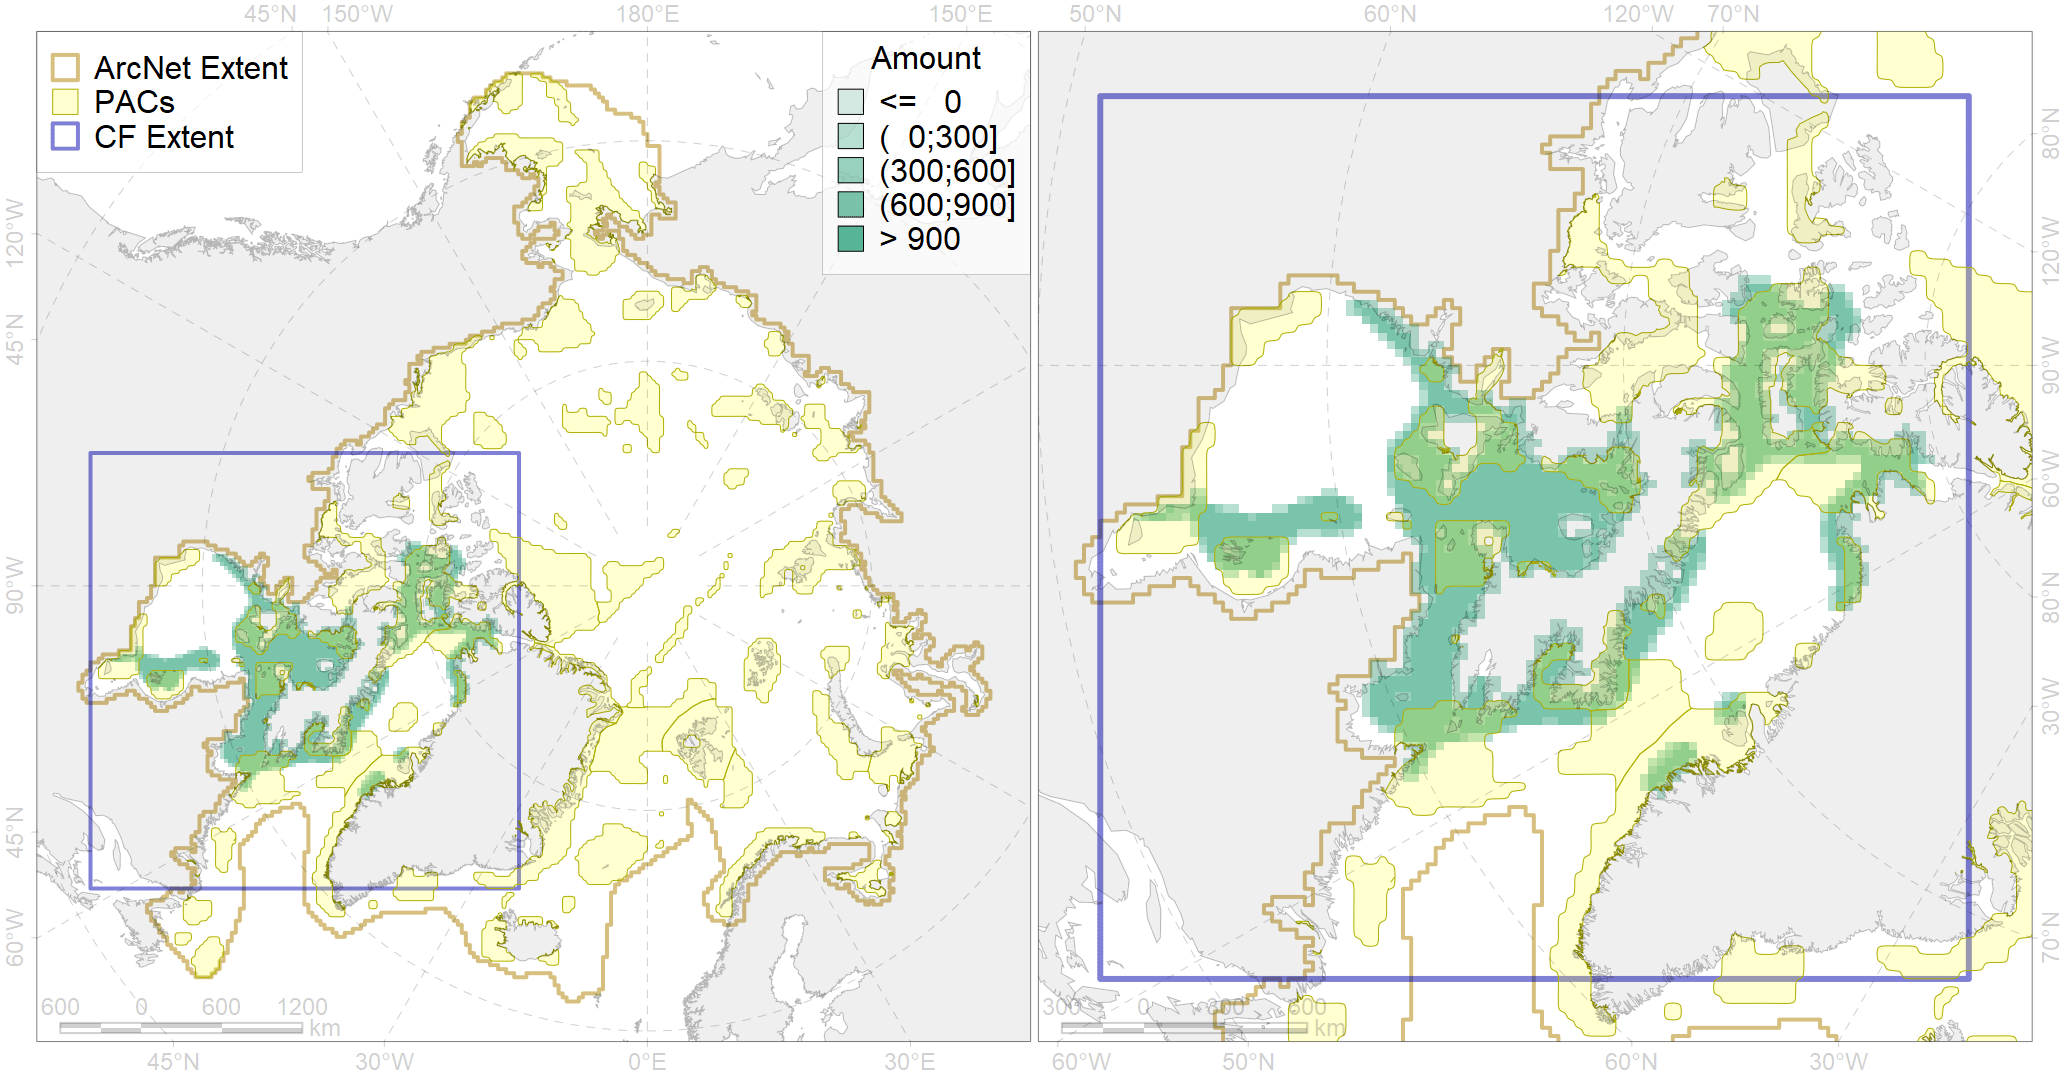 45°N 150°W 180°E 150°E 50°N 60°N 120°W 70°N
ArcNet Extent
PACs
CF Extent
Amount
<= 0
( 0;300]
(300;600]
(600;900]
> 900
120°W
45°N
90°W
45°N
60°W
80°N
120°W
90°W
60°W
80°N
30°W
70°N
600 0 600 1200
km
300 0 300 600
km
45°N 30°W 0°E 30°E 60°W 50°N 60°N 30°W